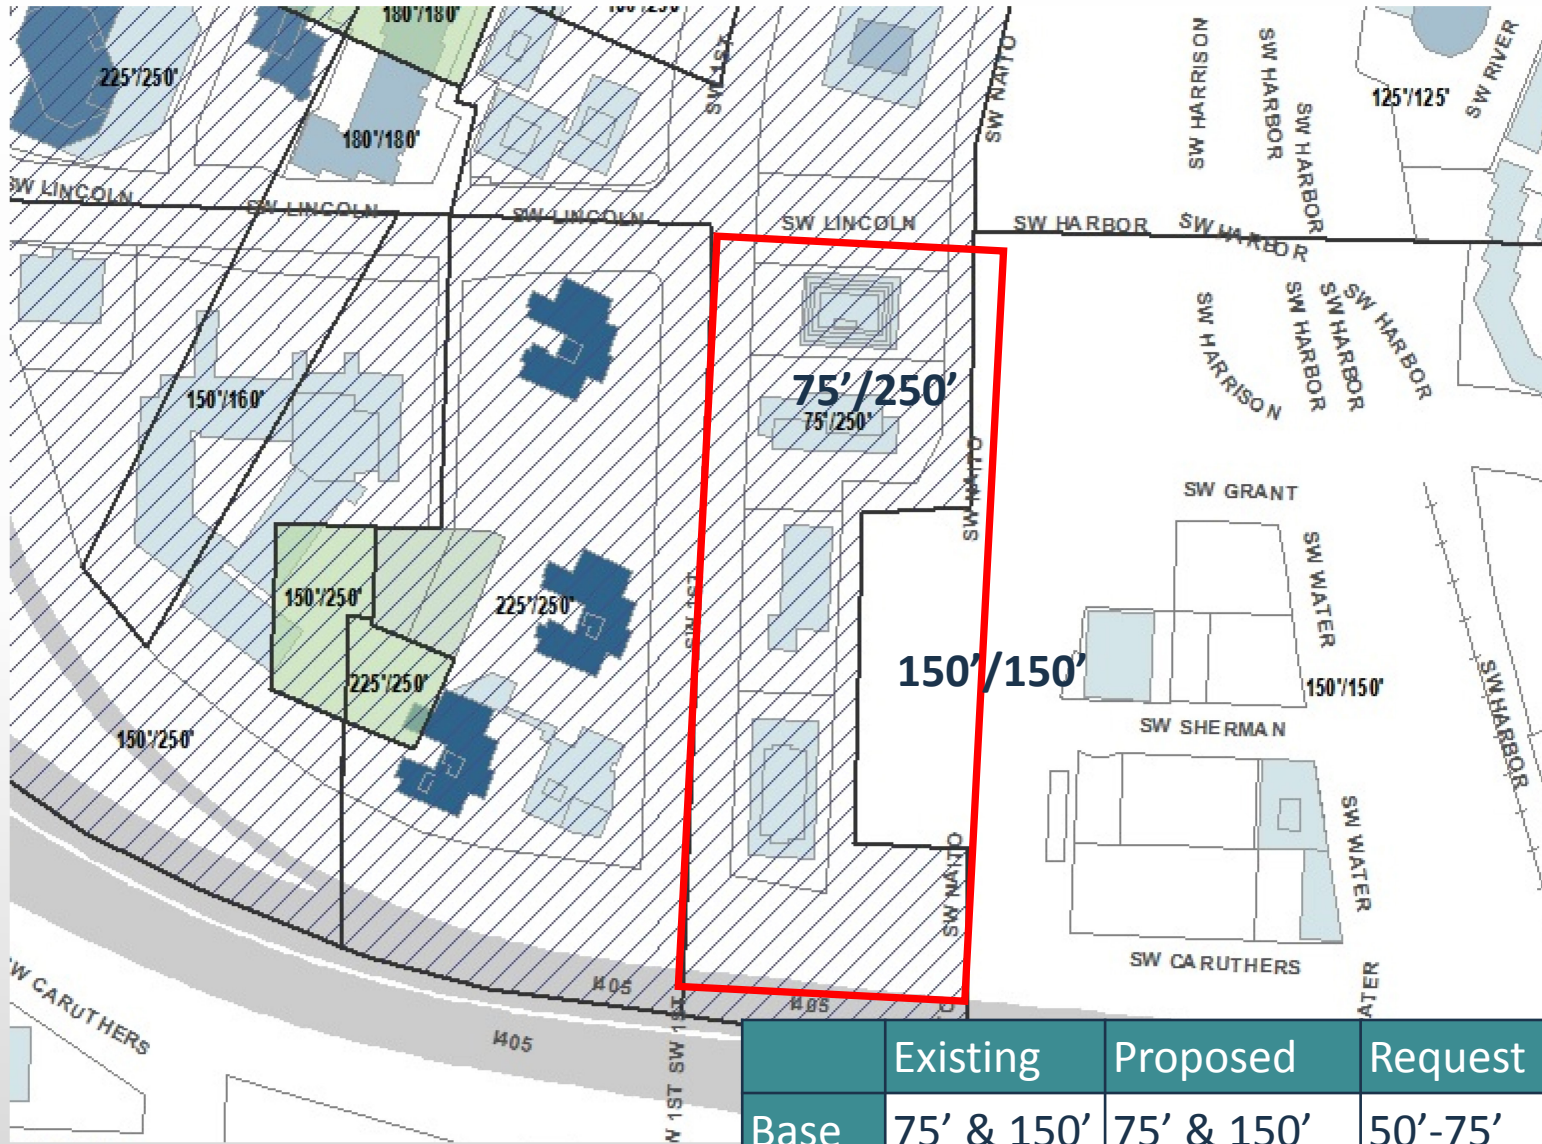 180'/180'
225'/250'
180'/180'
SW 1ST
SW NAITO
SW HARRISON
SW HARBOR
SW HARBOR
125'/125'
SW RIVER
SW LINCOLN
SW LINCOLN
SW LINCOLN
SW LINCOLN
SW HARBOR
SW HARBOR
SW HARRISON
SW HARBOR
SW HARBOR
SW HARBOR
150'/160'
75'/250'
75'/250'
SW NAITO
SW GRANT
SW WATER
150'/250'
225'/250'
SW 1ST
225'/250'
150'/150'
150'/150'
SW HARBOR
150'/250'
SW SHERMAN
SW WATER
SW NAITO
SW CARUTHERS
SW CARUTHERS
I405
I405
I405
ATER
SW 1ST
W 1ST
Existing Proposed Request
Base 75' & 150' 75' & 150' 50'-75'